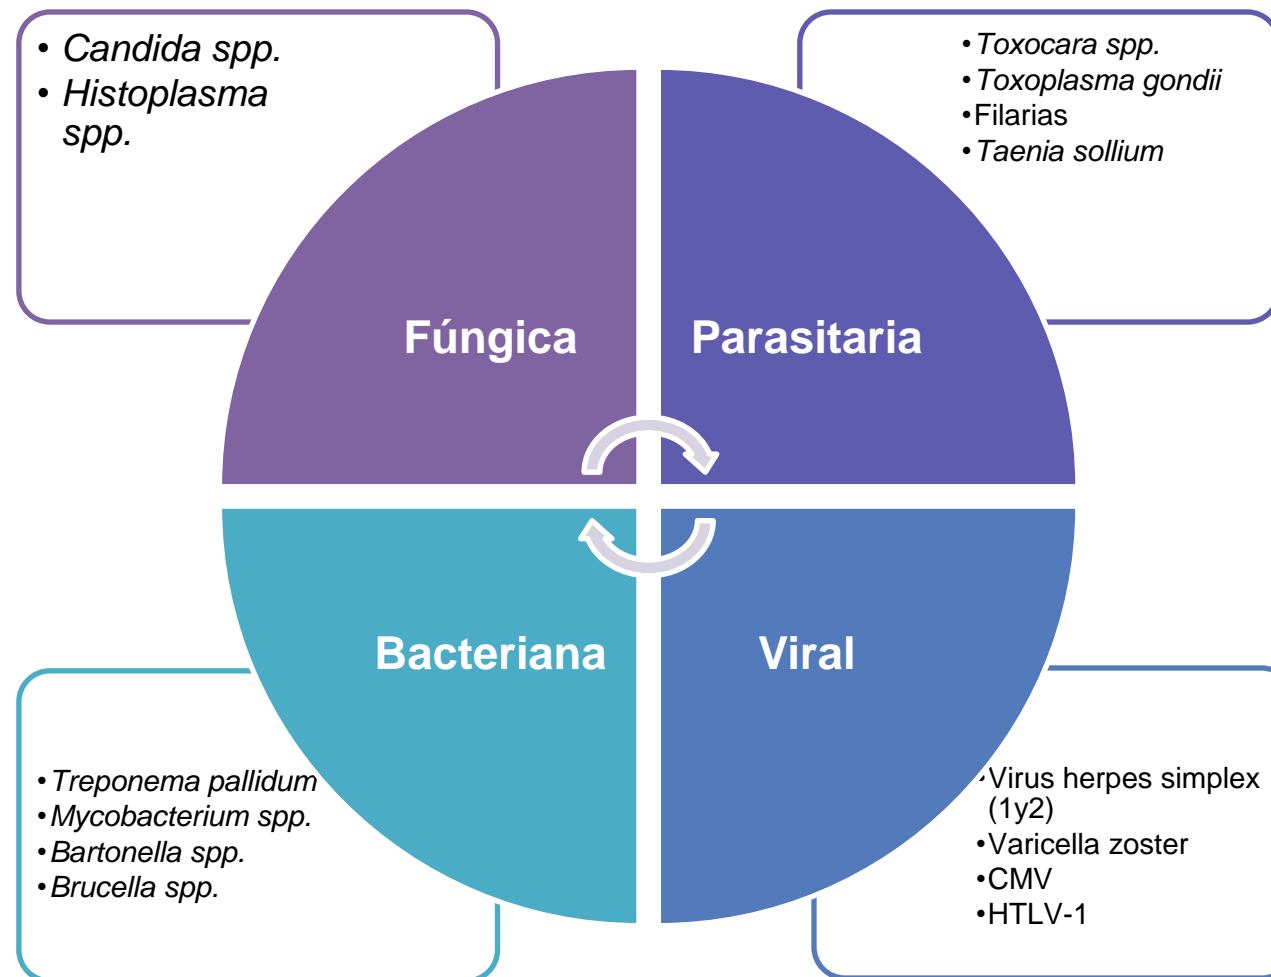 • Candida spp.
• Histoplasma
spp.
• Toxocara spp.
• Toxoplasma gondii
• Filarias
• Taenia sollium
Fúngica
Parasitaria
Bacteriana
Viral
• Treponema pallidum
• Mycobacterium spp.
• Bartonella spp.
• Brucella spp.
• Virus herpes simplex
(1y2)
• Varicella zoster
• CMV
• HTLV-1